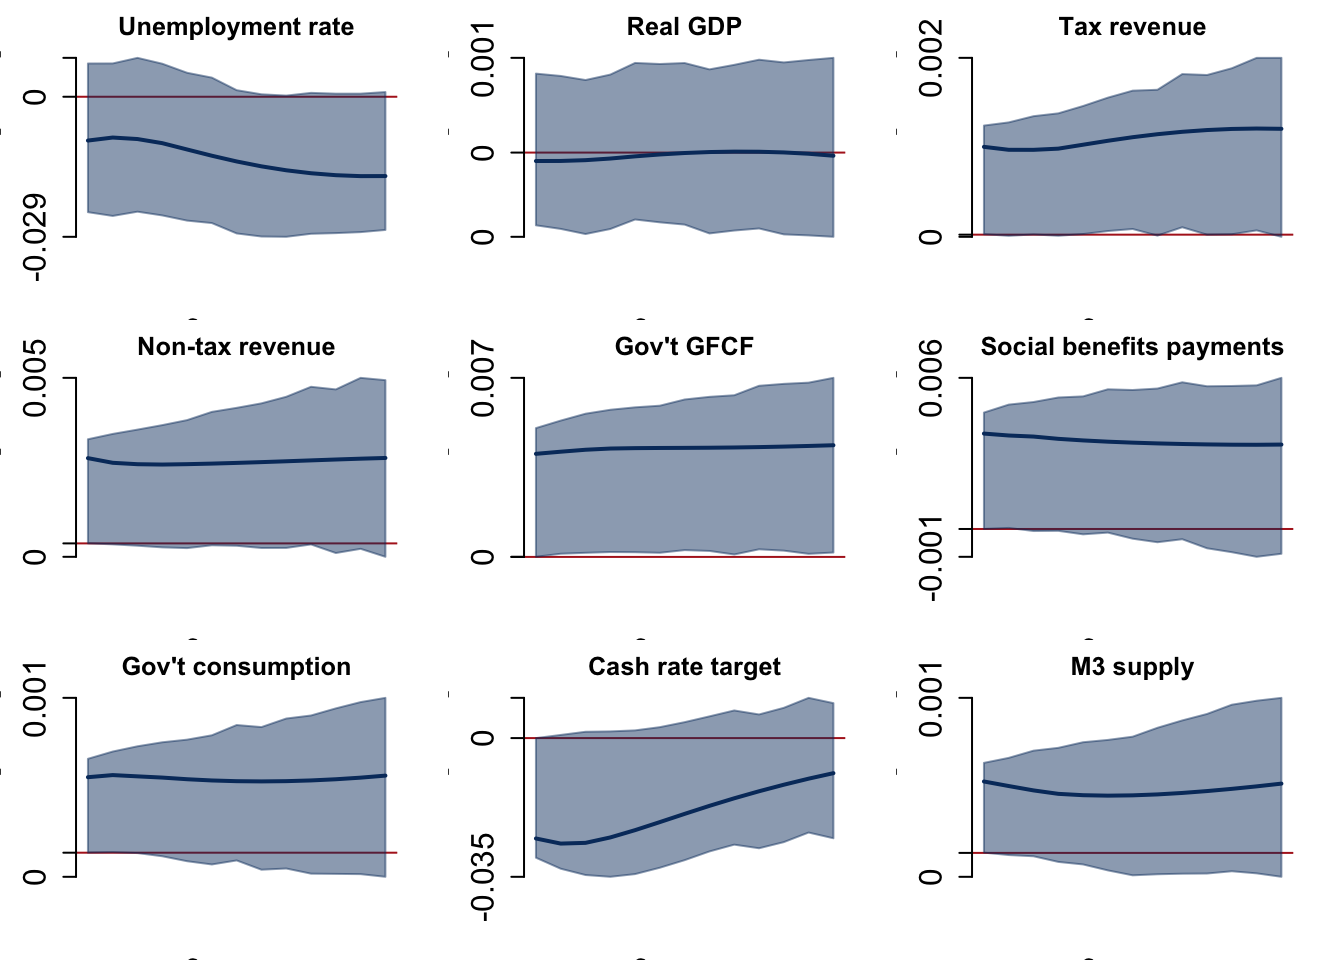 Unemployment rate
0
-0.029
Real GDP
0.001
0
0
Tax revenue
0.002
0
Non-tax revenue
0.005
0
Gov't GFCF
0.007
0
Social benefits payments
0.006
-0.001
Gov't consumption
0.001
0
Cash rate target
0
-0.035
M3 supply
0.001
0